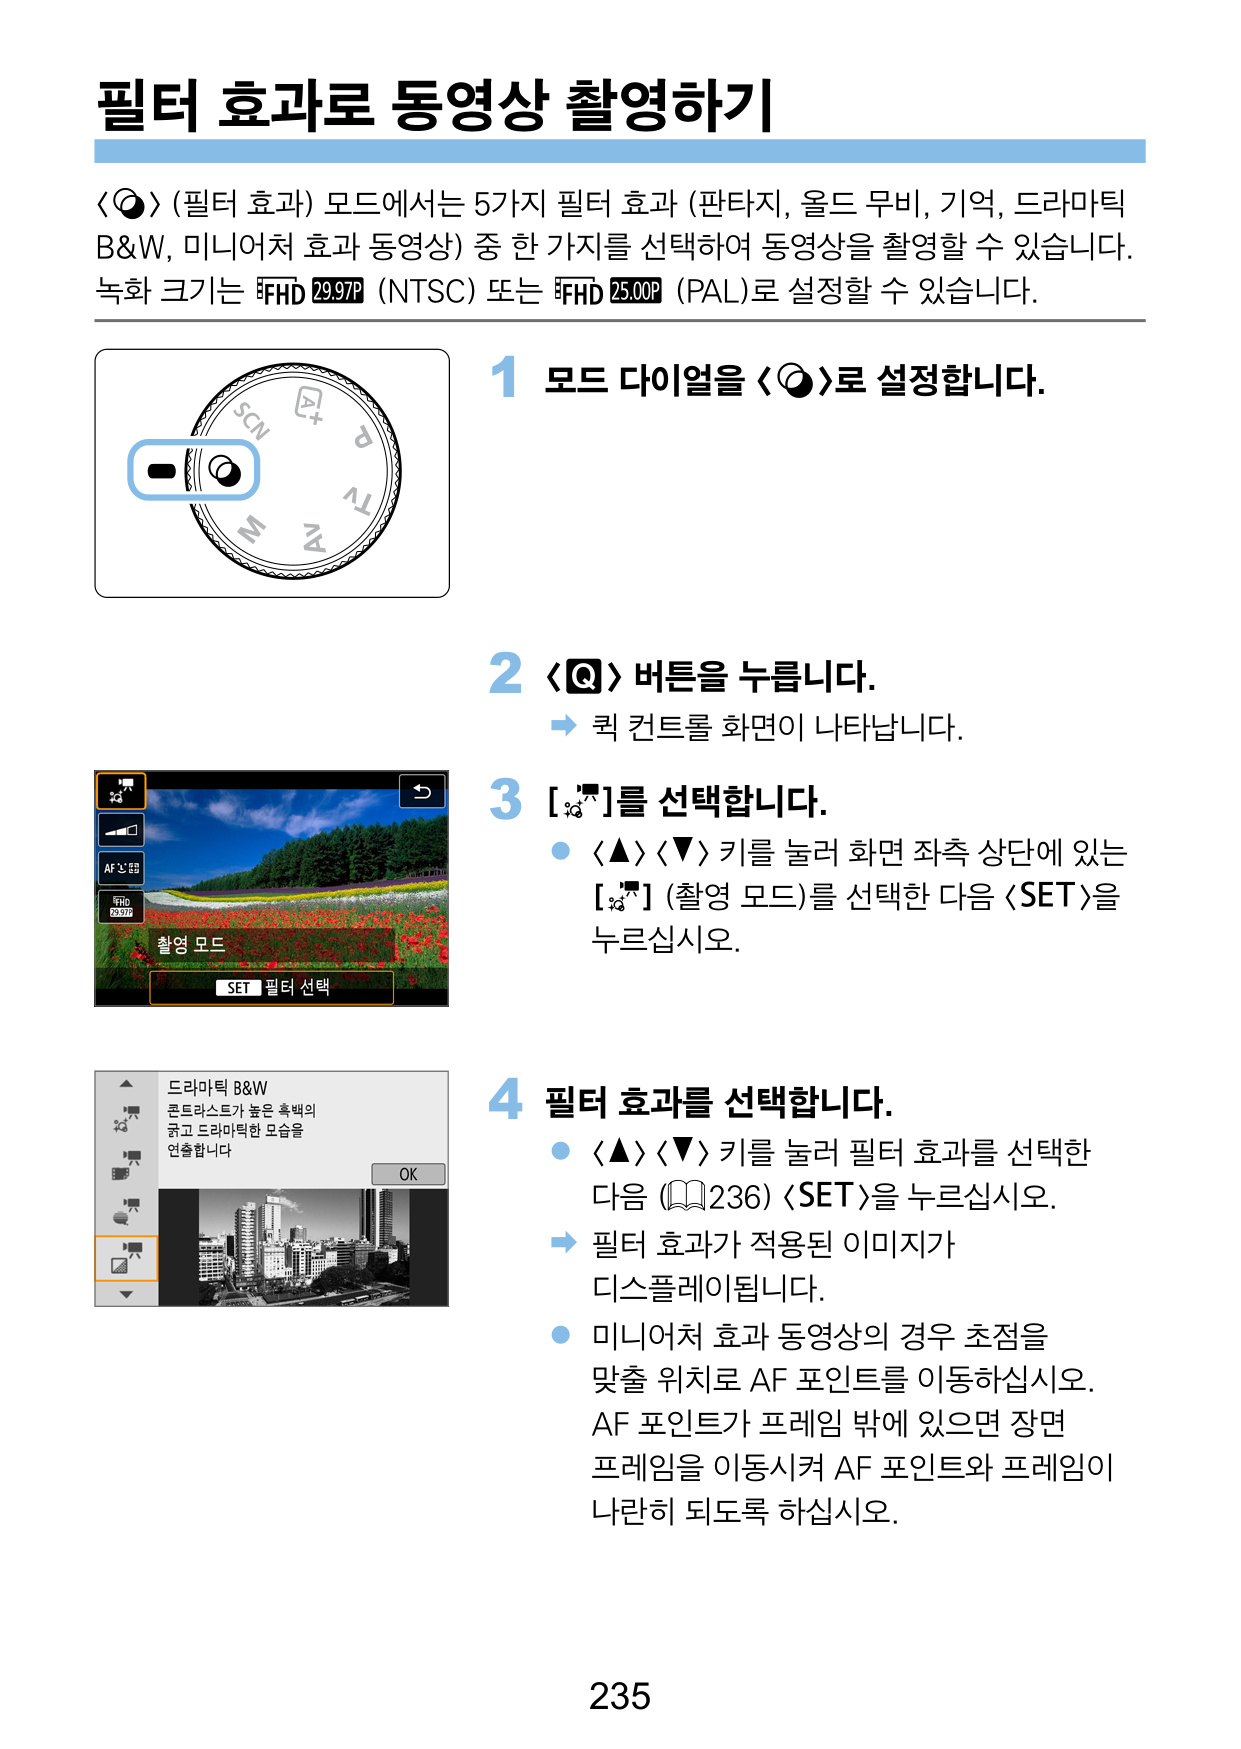 필터 효과로 동영상 촬영하기
< > (필터 효과) 모드에서는 5가지 필터 효과 (판타지, 올드 무비, 기억, 드라마틱
B&W, 미니어처 효과 동영상) 중 한 가지를 선택하여 동영상을 촬영할 수 있습니다.
녹화 크기는 FHD 29.97P (NTSC) 또는 FHD 25.00P (PAL)로 설정할 수 있습니다.
SCN
A+
P
Tv
Av
M
1 모드 다이얼을 < >로 설정합니다.
2 <Q> 버튼을 누릅니다.
➡ 퀵 컨트롤 화면이 나타납니다.
AF
FHD
29.97P
촬영 모드
SET 필터 선택
3 [ ]를 선택합니다.
● <▲><▼> 키를 눌러 화면 좌측 상단에 있는
[ ] (촬영 모드)를 선택한 다음 <SET>을
누르십시오.
드라마틱 B&W
콘트라스트가 높은 흑백의
굵고 드라마틱한 모습을
연출합니다
OK
4 필터 효과를 선택합니다.
● <▲><▼> 키를 눌러 필터 효과를 선택한
다음 (236) <SET>을 누르십시오.
➡ 필터 효과가 적용된 이미지가
디스플레이됩니다.
● 미니어처 효과 동영상의 경우 초점을
맞출 위치로 AF 포인트를 이동하십시오.
AF 포인트가 프레임 밖에 있으면 장면
프레임을 이동시켜 AF 포인트와 프레임이
나란히 되도록 하십시오.
235